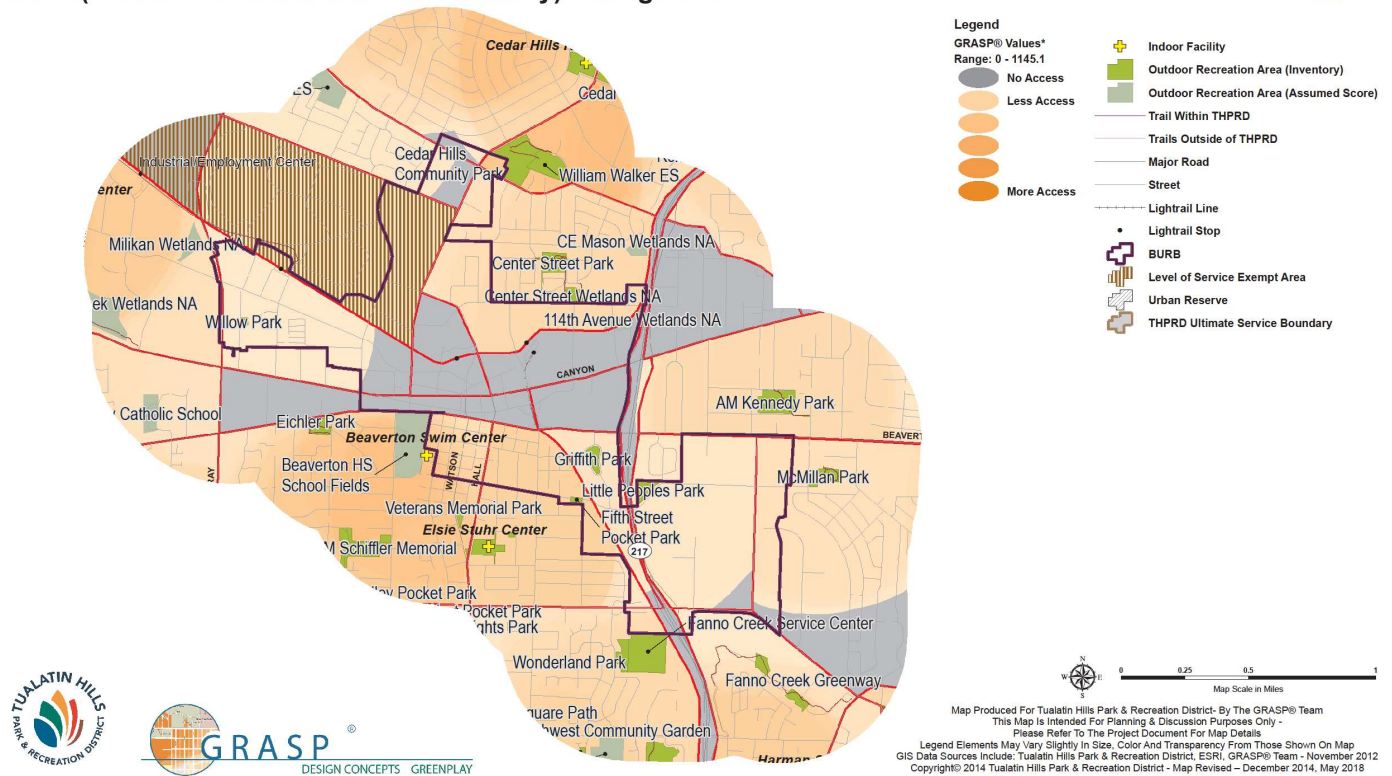 Cedar Hills
Cedar
ES
Cedar Hills
Community Park
William Walker ES
Industrial/Employment Center
enter
Milikan Wetlands NA
CE Mason Wetlands NA
Center Street Park
ek Wetlands NA
Center Street Wetlands NA
Willow Park
114th Avenue Wetlands NA
CANYON
AM Kennedy Park
Catholic School
Eichler Park
BEAVERT
Beaverton Swim Center
Beaverton HS
School Fields
WATSON
HALL
RAY
Griffith Park
McMillan Park
Little Peoples Park
Veterans Memorial Park
Fifth Street
Pocket Park
Elsie Stuhr Center
M Schiffler Memorial
217
ley Pocket Park
Pocket Park
ghts Park
Fanno Creek Service Center
Wonderland Park
Fanno Creek Greenway
quare Path
west Community Garden
Harman
Legend
GRASP® Values*
Range: 0 - 1145.1
No Access
Less Access
More Access
Indoor Facility
Outdoor Recreation Area (Inventory)
Outdoor Recreation Area (Assumed Score)
Trail Within THPRD
Trails Outside of THPRD
Major Road
Street
Lightrail Line
Lightrail Stop
BURB
Level of Service Exempt Area
Urban Reserve
THPRD Ultimate Service Boundary
TUALATIN HILLS
PARK & RECREATION DISTRICT
GRASP®
DESIGN CONCEPTS GREENPLAY
N
W E
S
0 0.25 0.5 1
Map Scale in Miles
Map Produced For Tualatin Hills Park & Recreation District- By The GRASP® Team
This Map Is Intended For Planning & Discussion Purposes Only -
Please Refer To The Project Document For Map Details
Legend Elements May Vary Slightly In Size, Color And Transparency From Those Shown On Map
GIS Data Sources Include: Tualatin Hills Park & Recreation District, ESRI, GRASP® Team - November 2012
Copyright© 2014 Tualatin Hills Park & Recreation District - Map Revised – December 2014, May 2018